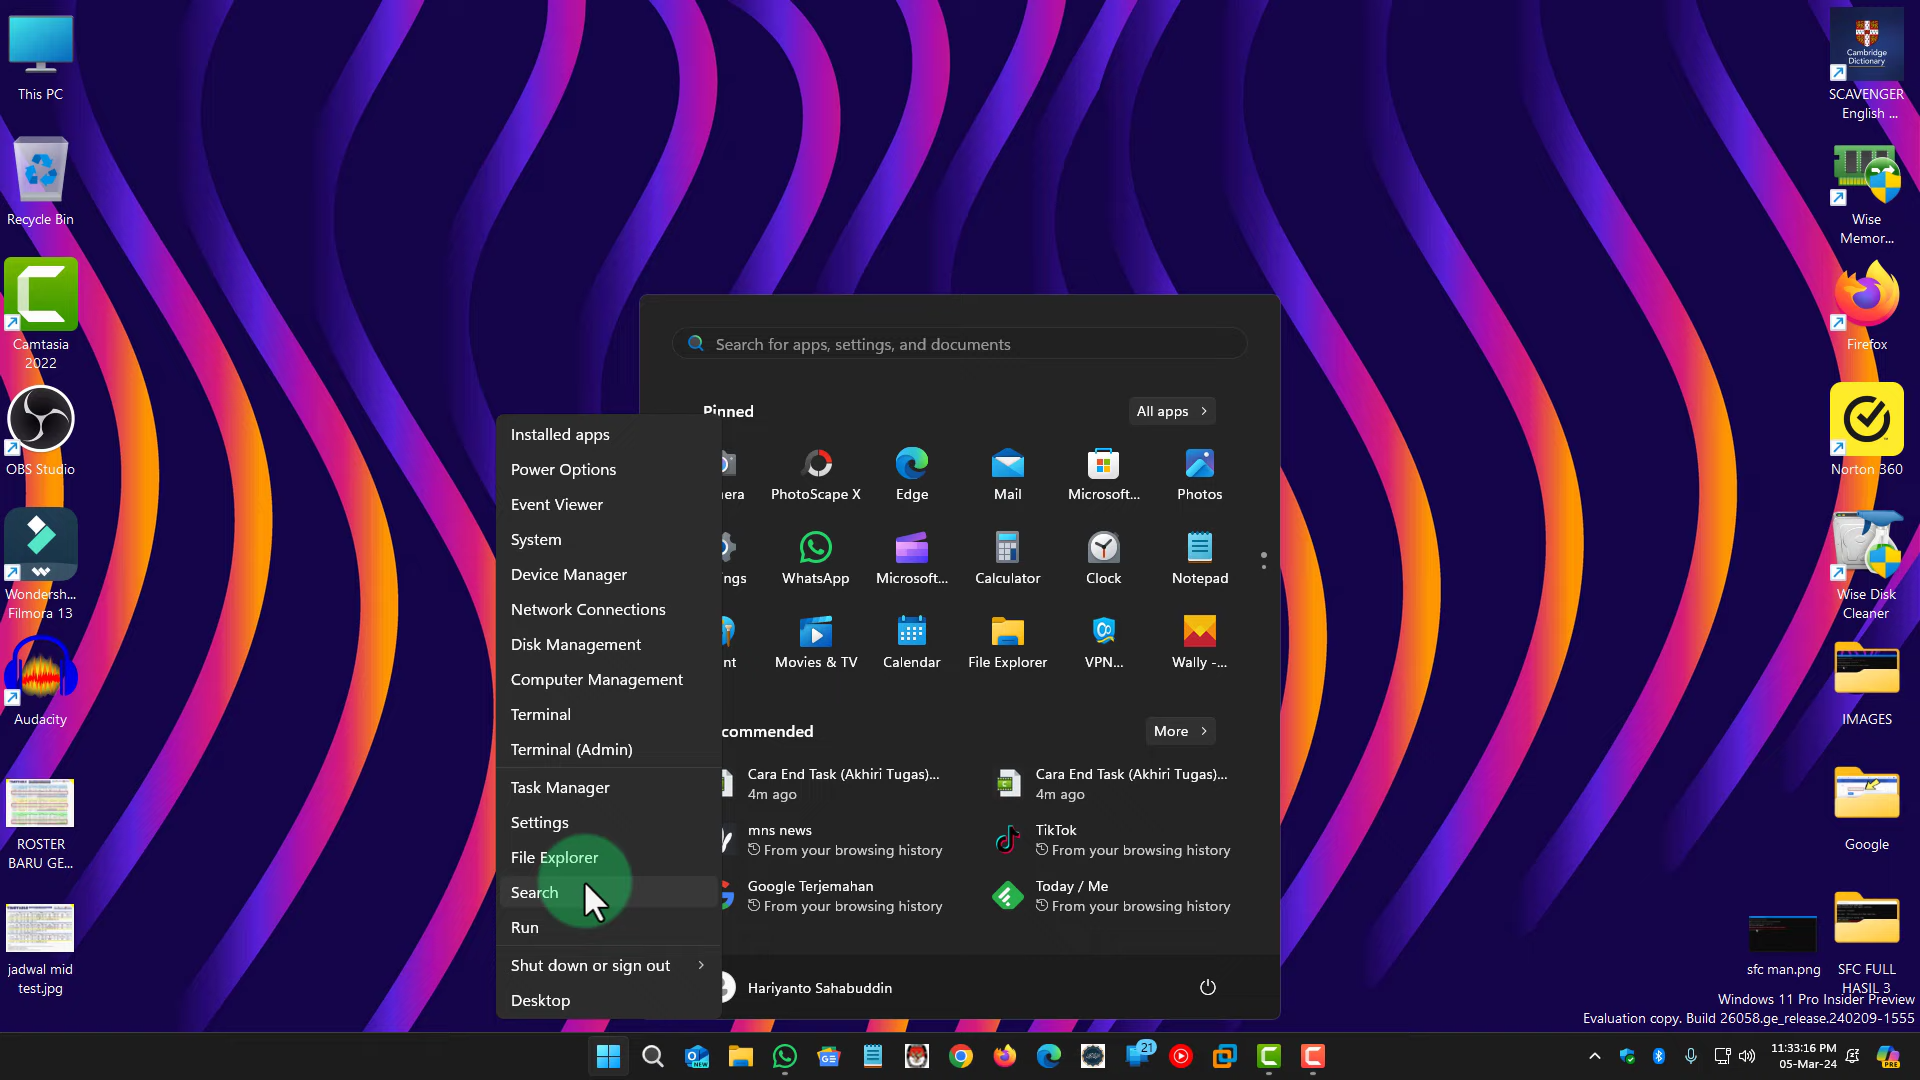 This PC
Recycle Bin
Camtasia
2022
OBS Studio
Wondersh...
Filmora 13
Audacity
ROSTER
BARU GE...
jadwal mid
test.jpg
Installed apps
Power Options
Event Viewer
System
Device Manager
Network Connections
Disk Management
Computer Management
Terminal
Terminal (Admin)
Task Manager
Settings
File Explorer
Search
Run
Shut down or sign out
Desktop
Search for apps, settings, and documents
Pinned
All apps
era
PhotoScape X
Edge
Mail
Microsoft...
Photos
ngs
WhatsApp
Microsoft...
Calculator
Clock
Notepad
nt
Movies & TV
Calendar
File Explorer
VPN...
Wally -...
commended
More
Cara End Task (Akhiri Tugas)...
4m ago
Cara End Task (Akhiri Tugas)...
4m ago
mns news
From your browsing history
TikTok
From your browsing history
Google Terjemahan
From your browsing history
Today / Me
From your browsing history
Hariyanto Sahabuddin
Cambridge
Dictionary
SCAVENGER
English ...
Wise
Memor...
Firefox
Norton 360
Wise Disk
Cleaner
IMAGES
Google
sfc man.png
SFC FULL
HASIL 3
Windows 11 Pro Insider Preview
Evaluation copy. Build 26058.ge_release.240209-1555
NEW
21
11:33:16 PM
05-Mar-24
PRE